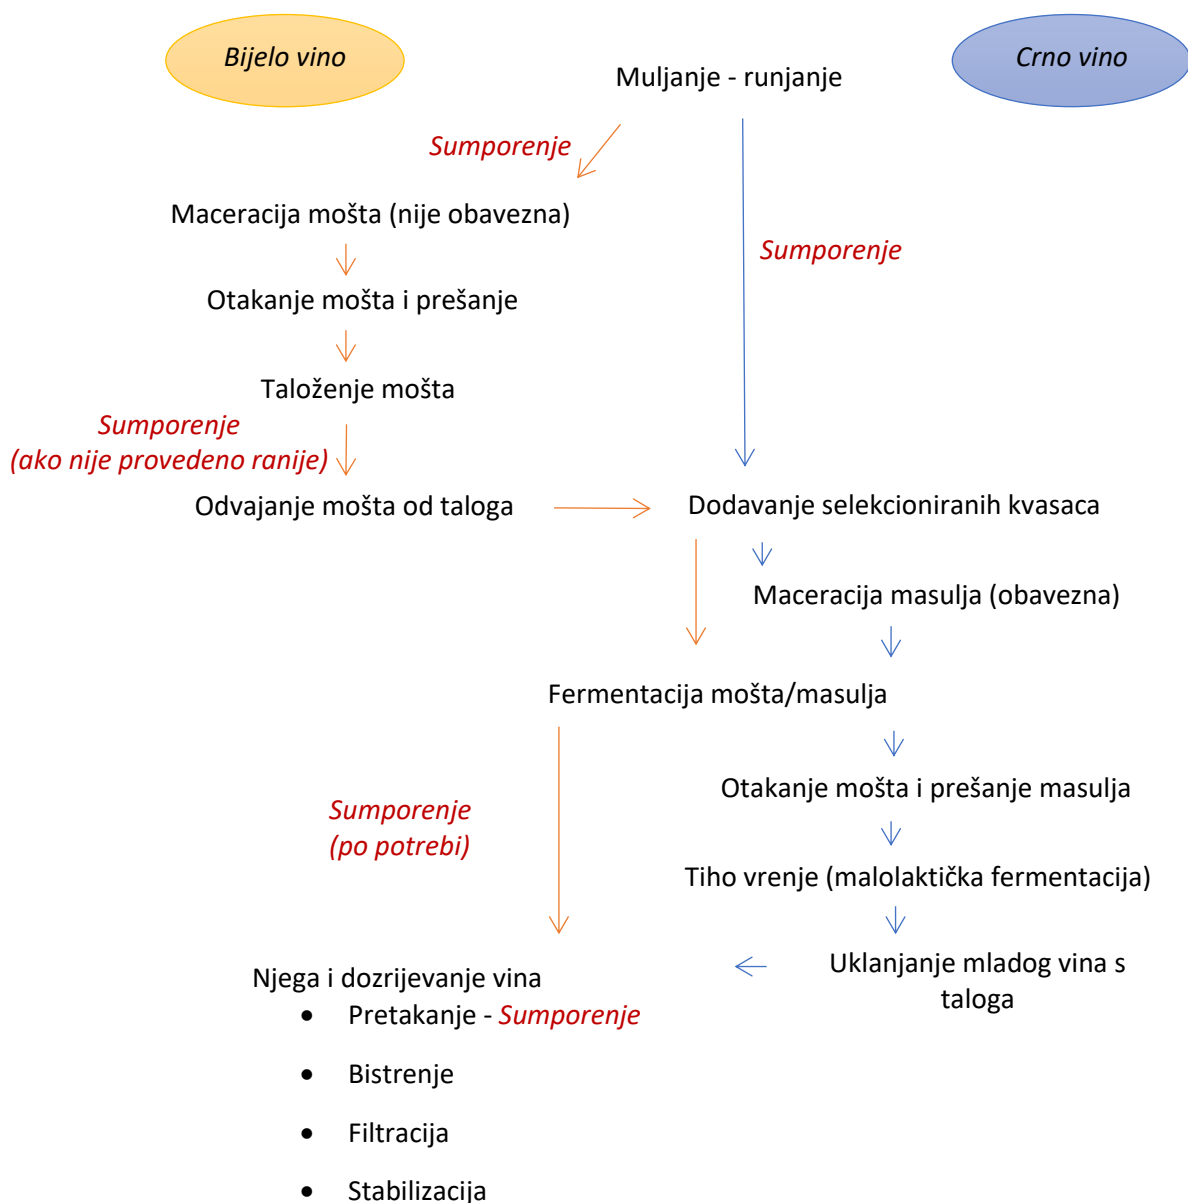 Bijelo vino
Crno vino
Muljanje - runjanje
Sumporenje
Maceracija mošta (nije obavezna)
Sumporenje
Otakanje mošta i prešanje
Taloženje mošta
Sumporenje
(ako nije provedeno ranije)
Odvajanje mošta od taloga
Dodavanje selekcioniranih kvasaca
Maceracija masulja (obavezna)
Fermentacija mošta/masulja
Otakanje mošta i prešanje masulja
Sumporenje
(po potrebi)
Tiho vrenje (malolaktička fermentacija)
Uklanjanje mladog vina s
taloga
Njega i dozrijevanje vina
• Pretakanje - Sumporenje
• Bistrenje
• Filtracija
• Stabilizacija